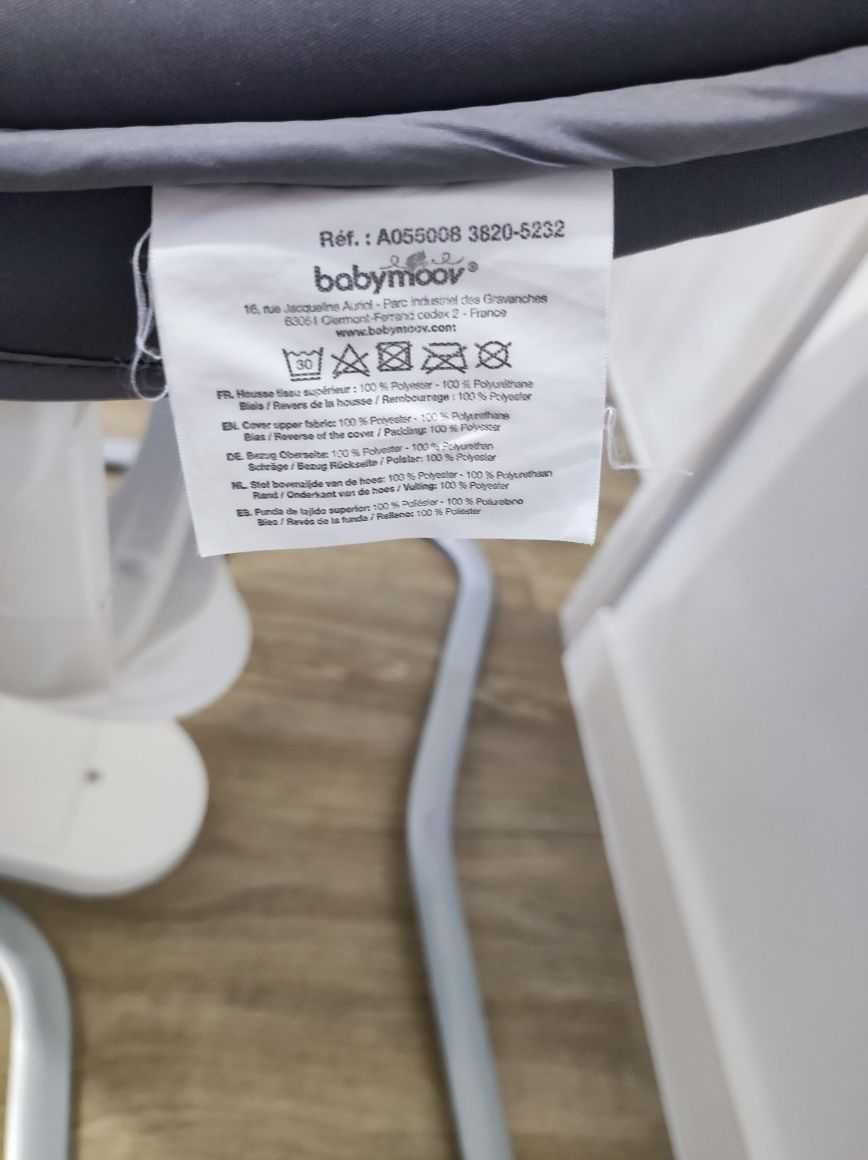 Réf. : A055008 3820-5232
babymoov®
16, rue Jacqueline Auriol - Parc Industriel des Gravanches
63051 Clermont-Ferrand cedex 2 - France
www.babymoov.com
30
FR. Housse tissu supérieur : 100 % Polyester - 100 % Polyuréthane
Biais / Revers de la housse / Rembourrage : 100 % Polyester
EN. Cover upper fabric: 100 % Polyester - 100 % Polyurethane
Bias / Reverse of the cover / Padding: 100 % Polyester
DE. Bezug Oberseite: 100 % Polyester - 100 % Polyurethan
Schräge / Bezug Rückseite / Polster: 100 % Polyester
NL. Stof bovenzijde van de hoes: 100 % Polyester - 100 % Polyurethaan
Rand / Onderkant van de hoes / Vulling: 100 % Polyester
ES. Funda de tejido superior: 100 % Poliéster - 100 % Poliuretano
Bies / Revés de la funda / Relleno: 100 % Poliéster